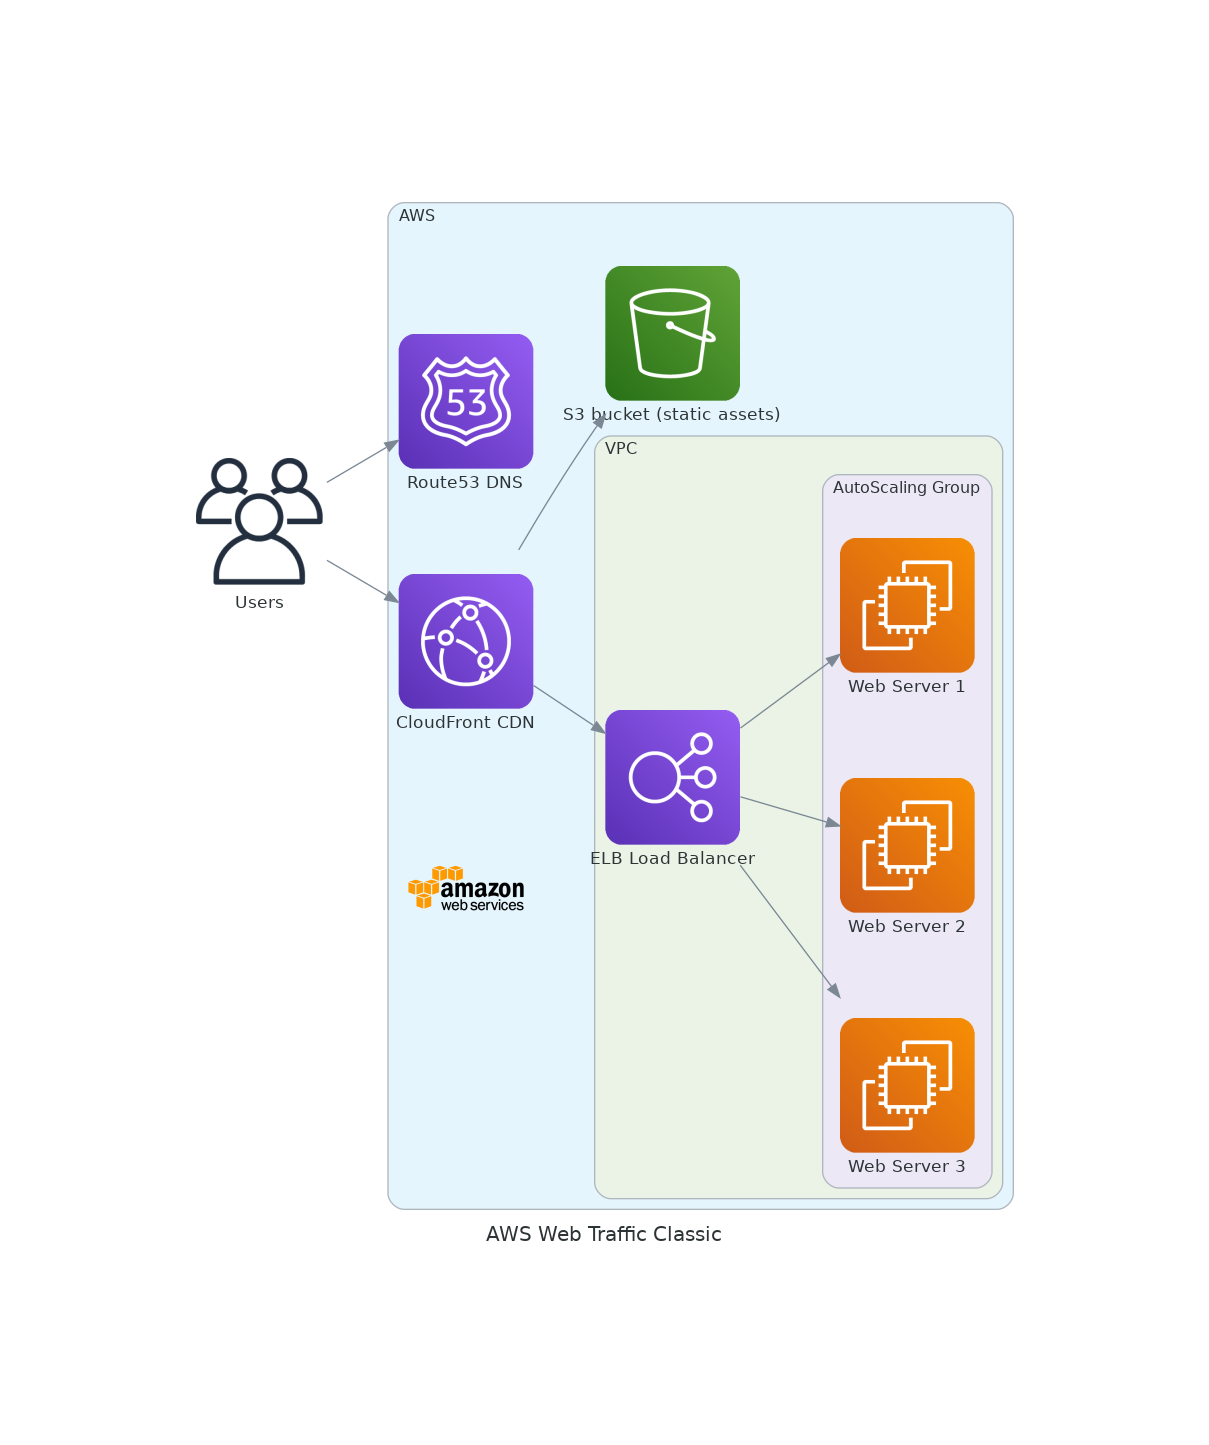 AWS
S3 bucket (static assets)
53
Route53 DNS
VPC
AutoScaling Group
Users
Web Server 1
CloudFront CDN
ELB Load Balancer
amazon
web services
Web Server 2
Web Server 3
AWS Web Traffic Classic